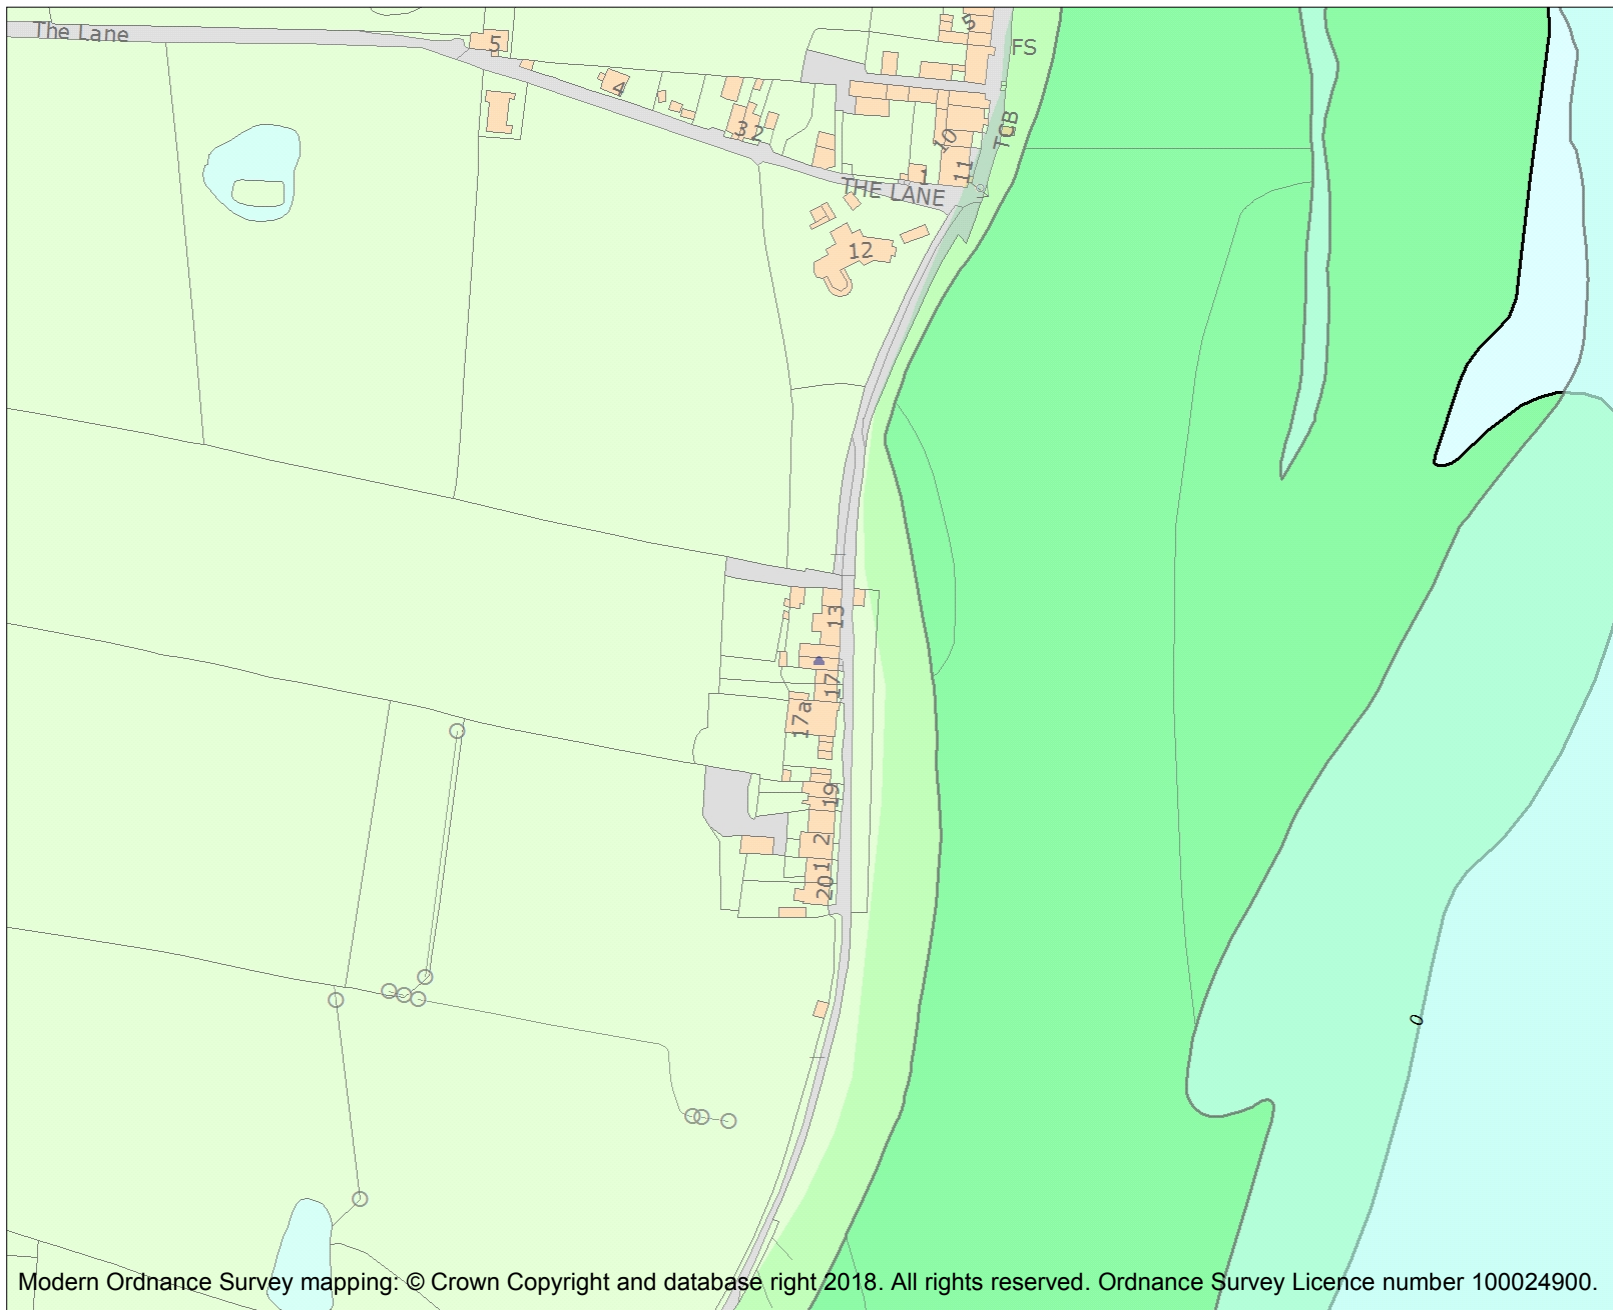 The Lane
5
5
FS
4
3 2
TCB
10
11
1
THE LANE
12
13
17
17a
19
2
1
20
0
Modern Ordnance Survey mapping: © Crown Copyright and database right 2018. All rights reserved. Ordnance Survey Licence number 100024900.